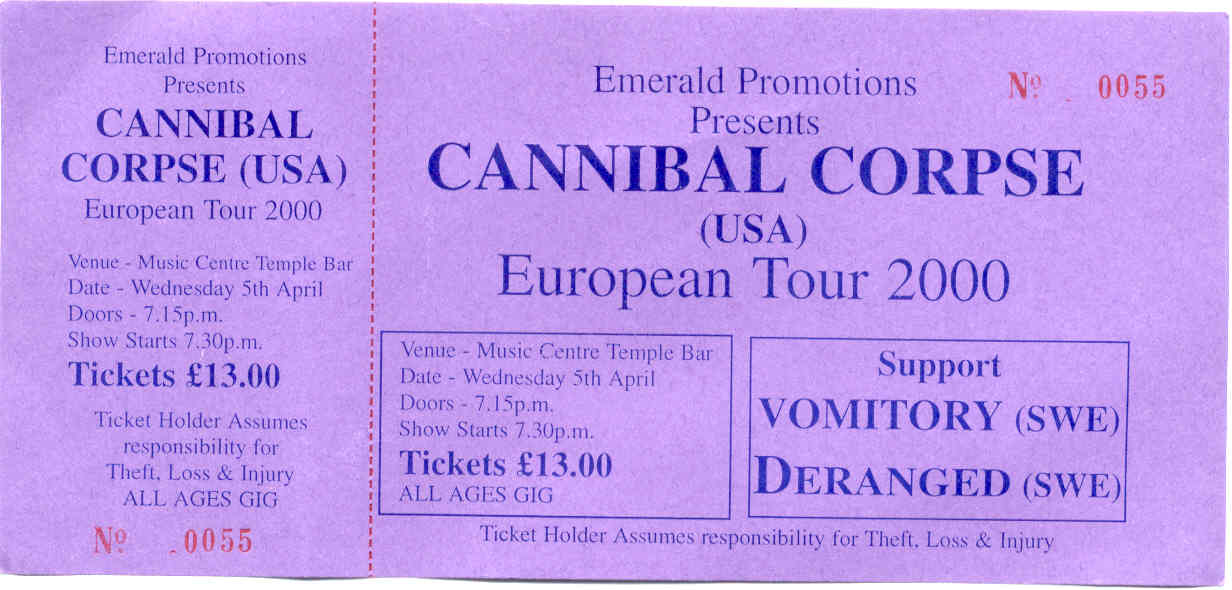 Emerald Promotions
Presents
CANNIBAL
CORPSE (USA)
European Tour 2000
Venue - Music Centre Temple Bar
Date - Wednesday 5th April
Doors - 7.15p.m.
Show Starts 7.30p.m.
Tickets £13.00
Ticket Holder Assumes
responsibility for
Theft, Loss & Injury
ALL AGES GIG
Nº 0055
Emerald Promotions
Nº 0055
Presents
CANNIBAL CORPSE
(USA)
European Tour 2000
Venue - Music Centre Temple Bar
Date - Wednesday 5th April
Doors - 7.15p.m.
Show Starts 7.30p.m.
Tickets £13.00
ALL AGES GIG
Support
VOMITORY (SWE)
DERANGED (SWE)
Ticket Holder Assumes responsibility for Theft, Loss & Injury